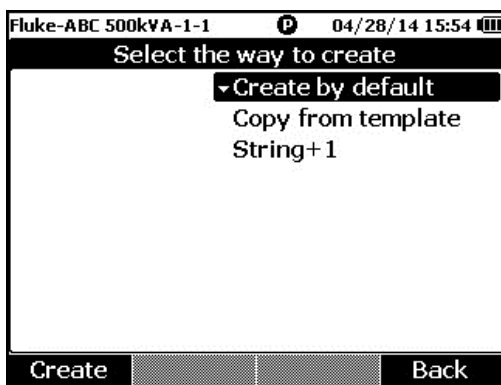 Fluke-ABC 500kVA-1-1 P 04/28/14 15:54
Select the way to create
Create by default
Copy from template
String+1
Create Back